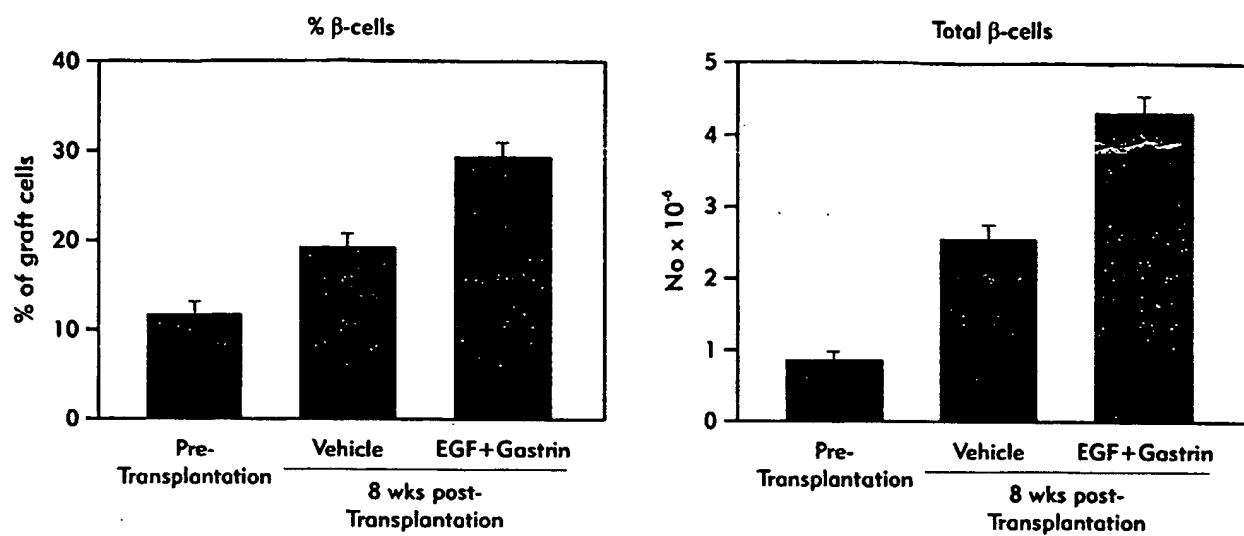 % β-cells
40
30
20
10
0
% of graft cells
Pre-
Transplantation
Vehicle
EGF+Gastrin
8 wks post-
Transplantation
Total β-cells
5
4
3
2
1
0
No x 10⁻⁶
Pre-
Transplantation
Vehicle
EGF+Gastrin
8 wks post-
Transplantation